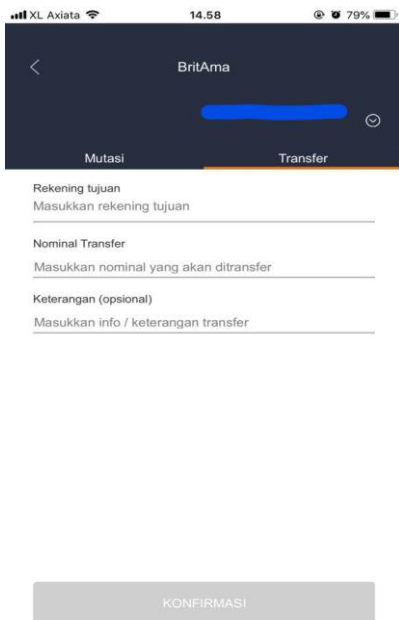 XL Axiata 14.58 79%
BritAma
Mutasi Transfer
Rekening tujuan
Masukkan rekening tujuan
Nominal Transfer
Masukkan nominal yang akan ditransfer
Keterangan (opsional)
Masukkan info / keterangan transfer
KONFIRMASI